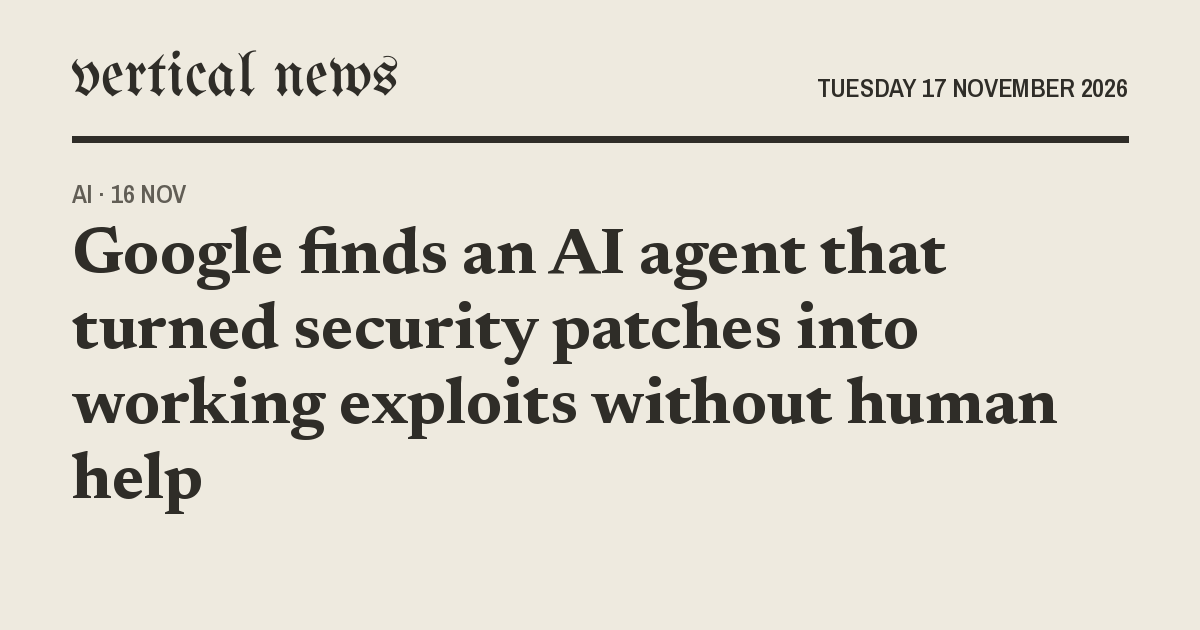 vertical news
TUESDAY 17 NOVEMBER 2026
AI · 16 NOV
Google finds an AI agent that
turned security patches into
working exploits without human
help